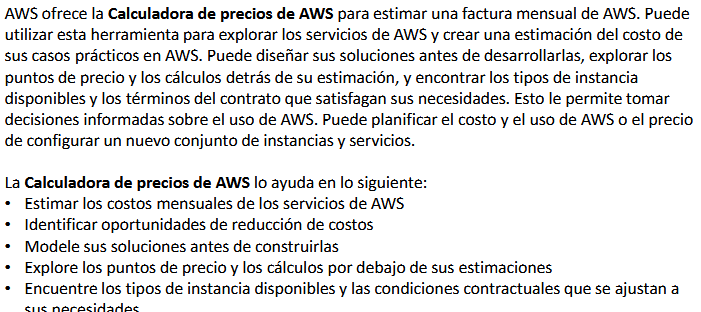 AWS ofrece la Calculadora de precios de AWS para estimar una factura mensual de AWS. Puede
utilizar esta herramienta para explorar los servicios de AWS y crear una estimación del costo de
sus casos prácticos en AWS. Puede diseñar sus soluciones antes de desarrollarlas, explorar los
puntos de precio y los cálculos detrás de su estimación, y encontrar los tipos de instancia
disponibles y los términos del contrato que satisfagan sus necesidades. Esto le permite tomar
decisiones informadas sobre el uso de AWS. Puede planificar el costo y el uso de AWS o el precio
de configurar un nuevo conjunto de instancias y servicios.
La Calculadora de precios de AWS lo ayuda en lo siguiente:
• Estimar los costos mensuales de los servicios de AWS
• Identificar oportunidades de reducción de costos
• Modele sus soluciones antes de construirlas
• Explore los puntos de precio y los cálculos por debajo de sus estimaciones
• Encuentre los tipos de instancia disponibles y las condiciones contractuales que se ajustan a
sus necesidades